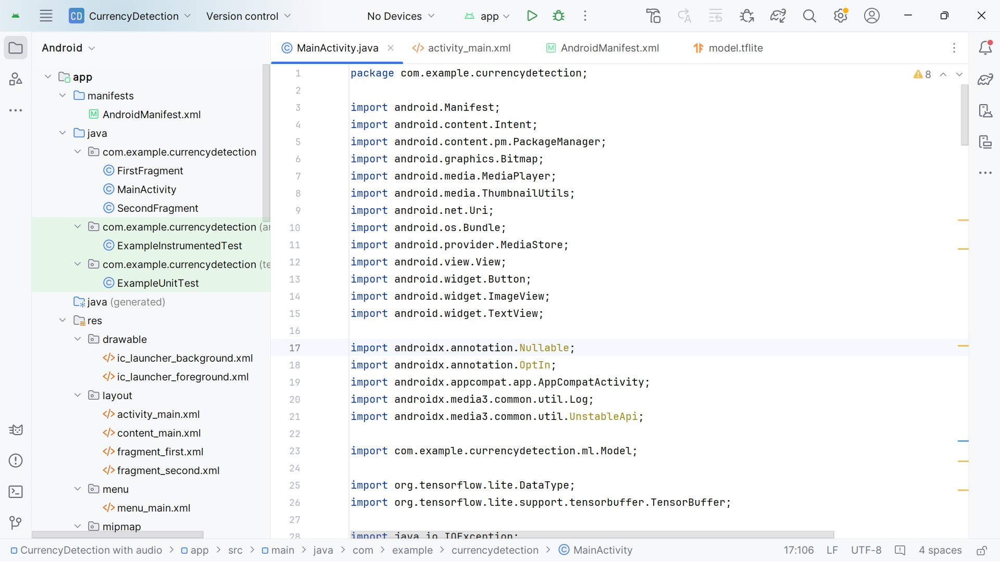 CD CurrencyDetection Version control No Devices app
Android
MainActivity.java activity_main.xml AndroidManifest.xml model.tflite
app
manifests
AndroidManifest.xml
java
com.example.currencydetection
FirstFragment
MainActivity
SecondFragment
com.example.currencydetection (ar
ExampleInstrumentedTest
com.example.currencydetection (te
ExampleUnitTest
java (generated)
res
drawable
ic_launcher_background.xml
ic_launcher_foreground.xml
layout
activity_main.xml
content_main.xml
fragment_first.xml
fragment_second.xml
menu
menu_main.xml
mipmap
8
1 package com.example.currencydetection;
2
3 import android.Manifest;
4 import android.content.Intent;
5 import android.content.pm.PackageManager;
6 import android.graphics.Bitmap;
7 import android.media.MediaPlayer;
8 import android.media.ThumbnailUtils;
9 import android.net.Uri;
10 import android.os.Bundle;
11 import android.provider.MediaStore;
12 import android.view.View;
13 import android.widget.Button;
14 import android.widget.ImageView;
15 import android.widget.TextView;
16
17 import androidx.annotation.Nullable;
18 import androidx.annotation.OptIn;
19 import androidx.appcompat.app.AppCompatActivity;
20 import androidx.media3.common.util.Log;
21 import androidx.media3.common.util.UnstableApi;
22
23 import com.example.currencydetection.ml.Model;
24
25 import org.tensorflow.lite.DataType;
26 import org.tensorflow.lite.support.tensorbuffer.TensorBuffer;
27
28 import java.io.IOException;
CurrencyDetection with audio > app > src > main > java > com > example > currencydetection > MainActivity 17:106 LF UTF-8 4 spaces